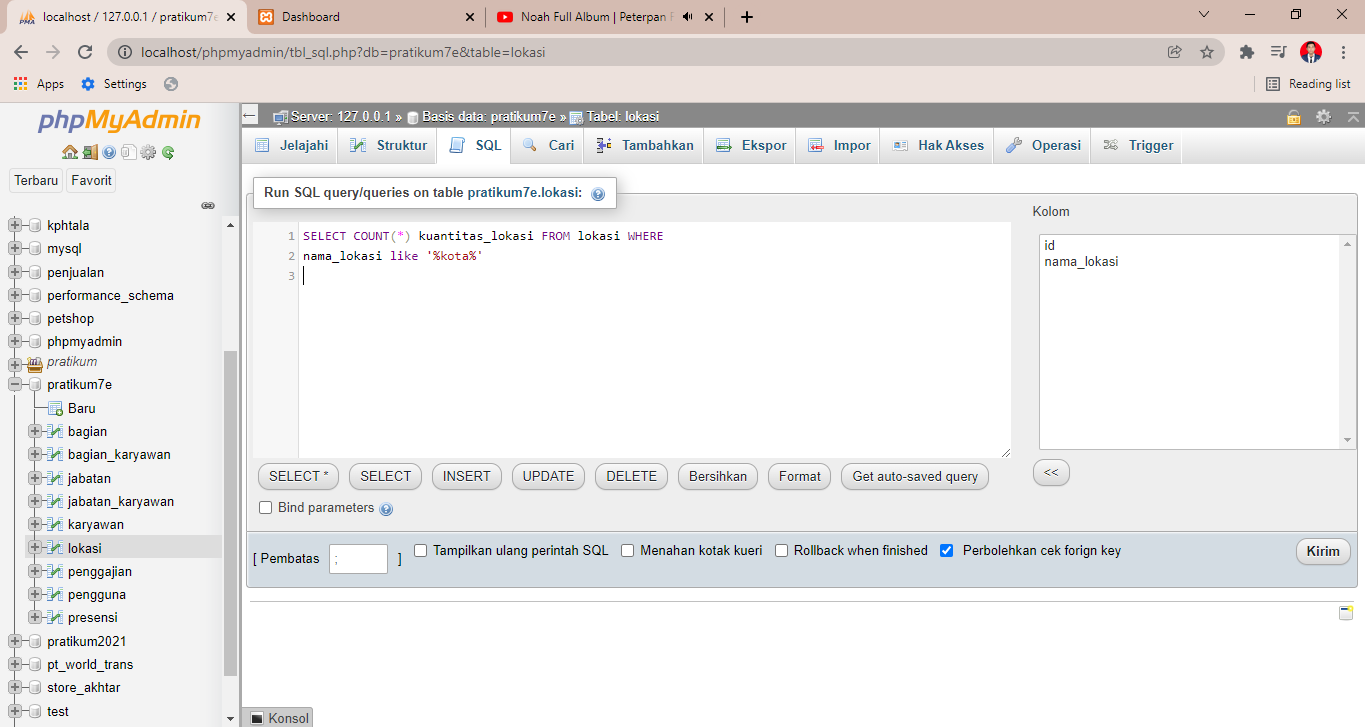 localhost / 127.0.0.1 / pratikum7e
Dashboard
Noah Full Album | Peterpan F
localhost/phpmyadmin/tbl_sql.php?db=pratikum7e&table=lokasi
Apps
Settings
Reading list
phpMyAdmin
Terbaru
Favorit
kphtala
mysql
penjualan
performance_schema
petshop
phpmyadmin
pratikum
pratikum7e
Baru
bagian
bagian_karyawan
jabatan
jabatan_karyawan
karyawan
lokasi
penggajian
pengguna
presensi
pratikum2021
pt_world_trans
store_akhtar
test
Server: 127.0.0.1 » Basis data: pratikum7e » Tabel: lokasi
Jelajahi
Struktur
SQL
Cari
Tambahkan
Ekspor
Impor
Hak Akses
Operasi
Trigger
Run SQL query/queries on table pratikum7e.lokasi:
1 SELECT COUNT(*) kuantitas_lokasi FROM lokasi WHERE
2 nama_lokasi like '%kota%'
3
Kolom
id
nama_lokasi
SELECT *
SELECT
INSERT
UPDATE
DELETE
Bersihkan
Format
Get auto-saved query
<<
Bind parameters
[ Pembatas ; ]
Tampilkan ulang perintah SQL
Menahan kotak kueri
Rollback when finished
Perbolehkan cek forign key
Kirim
Konsol